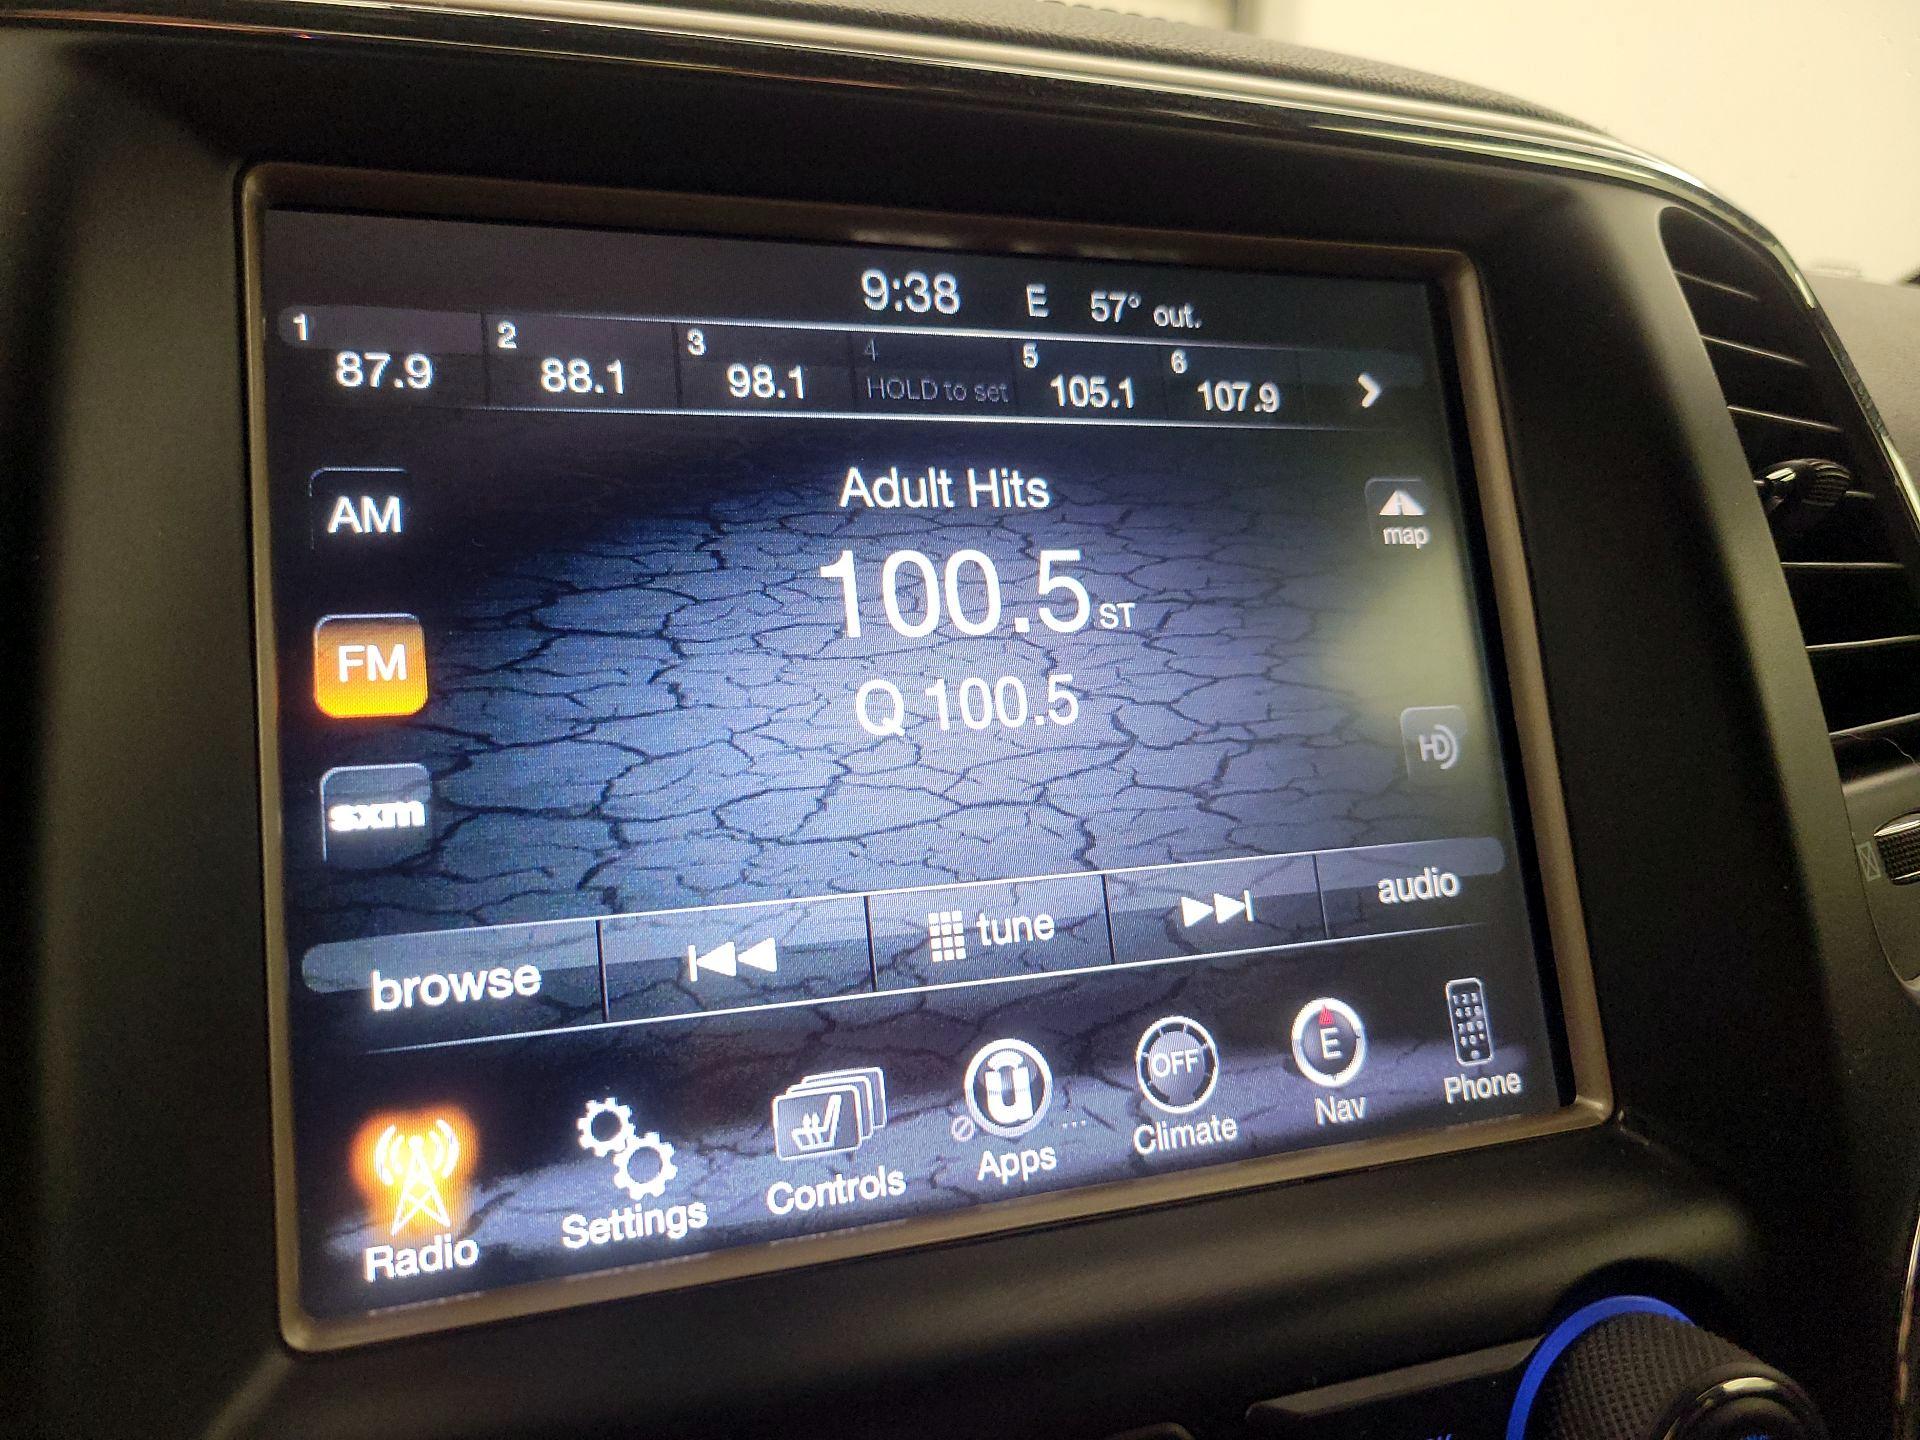 9:38 E 57° out.
1 2 3 4 5 6
87.9 88.1 98.1 HOLD to set 105.1 107.9
AM
Adult Hits
map
100.5 ST
FM
Q 100.5
HD
sxm
browse tune audio
Radio Settings Controls Apps ... OFF Climate E Nav Phone